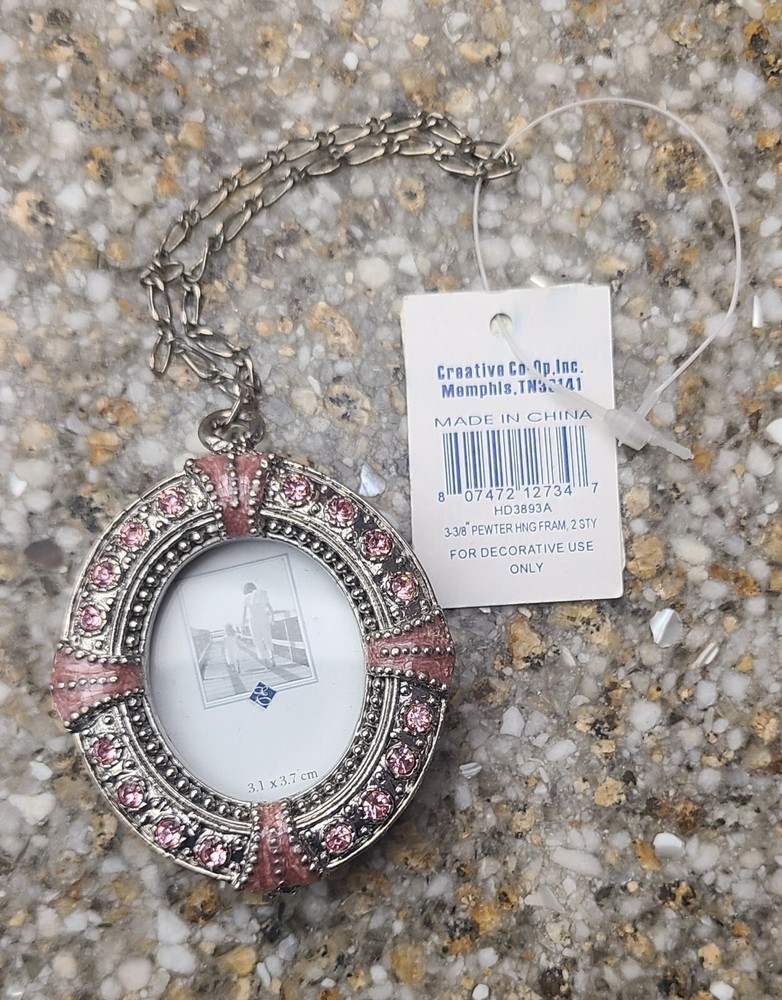 Creative Co-Op,Inc.
Memphis,TN38141
MADE IN CHINA
8 07472 12734 7
HD3893A
3-3/8" PEWTER HNG FRAM, 2 STY
FOR DECORATIVE USE
ONLY
3.1 x 3.7 cm